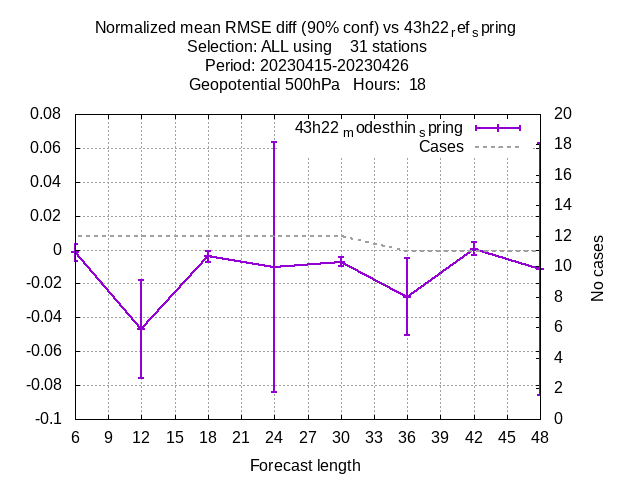 Normalized mean RMSE diff (90% conf) vs 43h22refspring
Selection: ALL using 31 stations
Period: 20230415-20230426
Geopotential 500hPa Hours: 18
43h22modesthinspring
Cases
0.08
0.06
0.04
0.02
0
-0.02
-0.04
-0.06
-0.08
-0.1
20
18
16
14
12
10
8
6
4
2
0
No cases
6 9 12 15 18 21 24 27 30 33 36 39 42 45 48
Forecast length